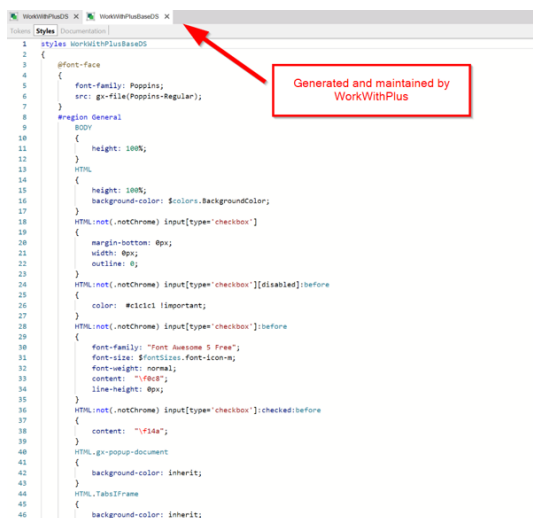 WorkWithPlusDS X WorkWithPlusBaseDS X
Tokens Styles Documentation
1 styles WorkWithPlusBaseDS
2 {
3 @font-face
4 {
5 font-family: Poppins;
6 src: gx-file(Poppins-Regular);
7 }
8 #region General
9 BODY
10 {
11 height: 100%;
12 }
13 HTML
14 {
15 height: 100%;
16 background-color: $colors.BackgroundColor;
17 }
18 HTML:not(.notChrome) input[type='checkbox']
19 {
20 margin-bottom: 0px;
21 width: 0px;
22 outline: 0;
23 }
24 HTML:not(.notChrome) input[type='checkbox'][disabled]:before
25 {
26 color: #c1c1c1 !important;
27 }
28 HTML:not(.notChrome) input[type='checkbox']:before
29 {
30 font-family: "Font Awesome 5 Free";
31 font-size: $fontSizes.font-icon-m;
32 font-weight: normal;
33 content: "\f0c8";
34 line-height: 0px;
35 }
36 HTML:not(.notChrome) input[type='checkbox']:checked:before
37 {
38 content: "\f14a";
39 }
40 HTML.gx-popup-document
41 {
42 background-color: inherit;
43 }
44 HTML.TabsIFrame
45 {
46 background-color: inherit;
Generated and maintained by
WorkWithPlus